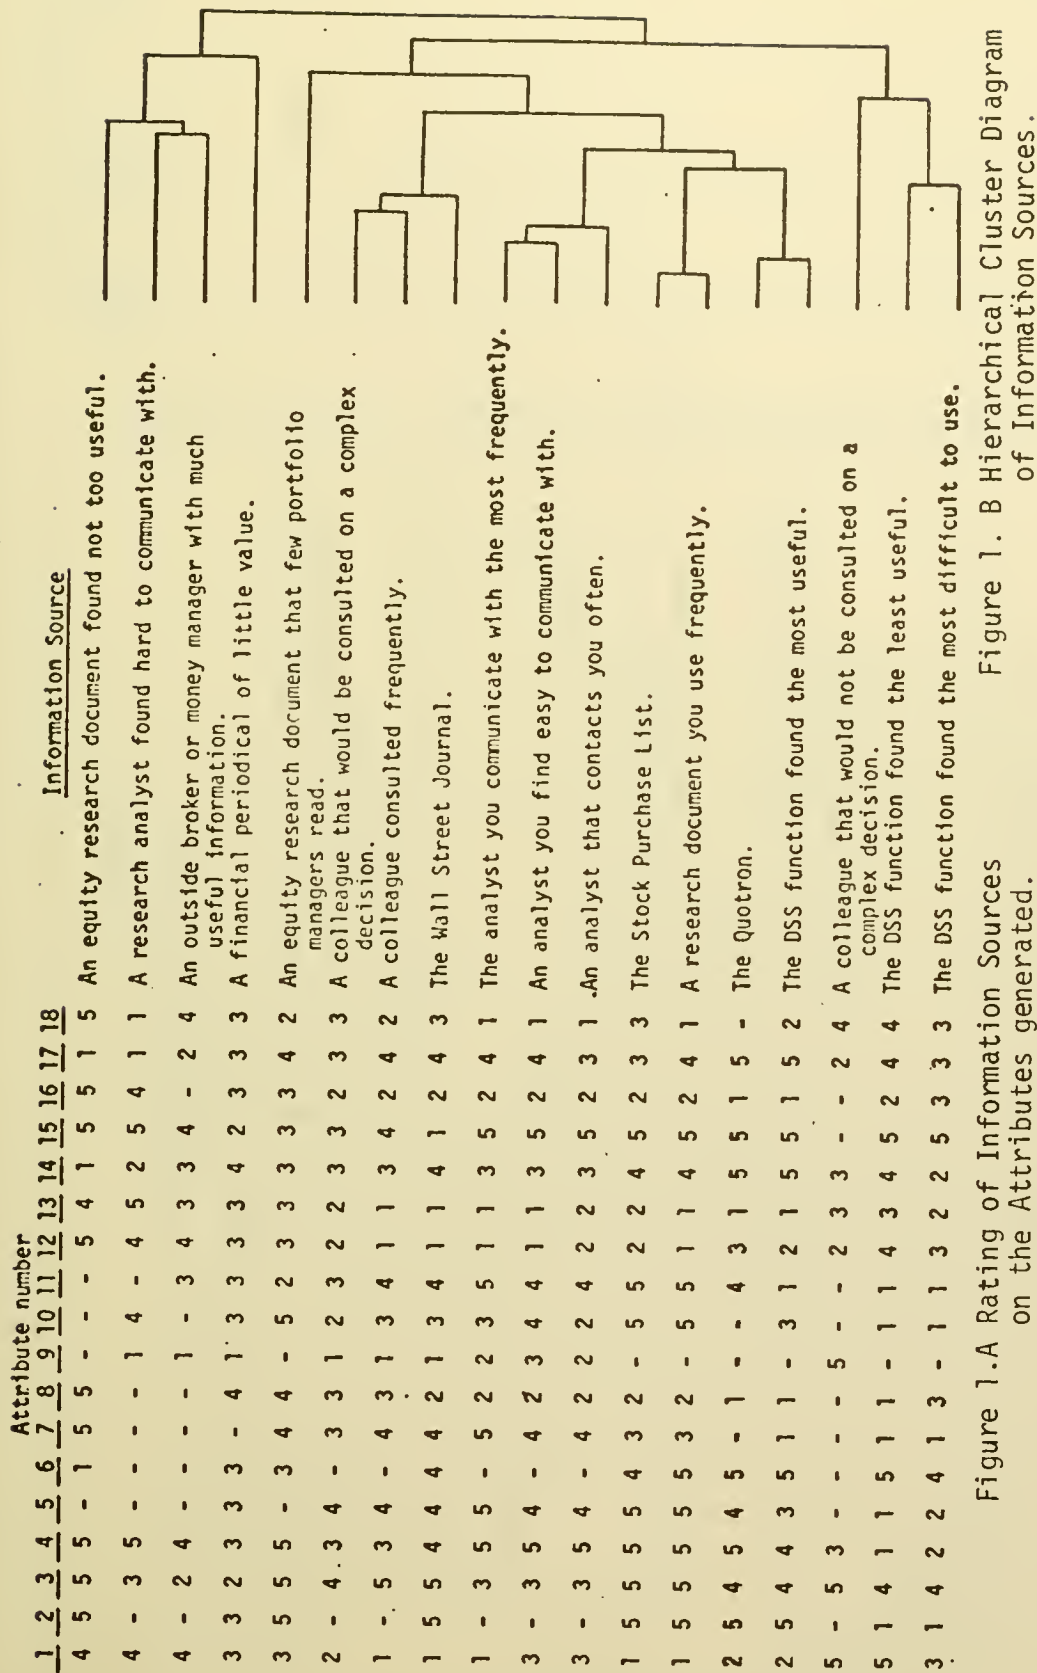 Attribute number
Information Source
1 2 3 4 5 6 7 8 9 10 11 12 13 14 15 16 17 18
4 5 5 5 - 1 5 5 - - - 5 4 1 5 5 1 5 An equity research document found not too useful.
4 - 3 5 - - - - 1 4 - 4 5 2 5 4 1 1 A research analyst found hard to communicate with.
4 - 2 4 - - - - 1 - 3 4 3 3 4 - 2 4 An outside broker or money manager with much
useful information.
3 3 2 3 3 3 - 4 1 3 3 3 3 4 2 3 3 3 A financial periodical of little value.
3 5 5 5 - 3 4 4 - 5 2 3 3 3 3 3 4 2 An equity research document that few portfolio
managers read.
2 - 4 3 4 - 3 3 1 2 3 2 2 3 3 2 3 3 A colleague that would be consulted on a complex
decision.
1 - 5 3 4 - 4 3 1 3 4 1 1 3 4 2 4 2 A colleague consulted frequently.
1 5 5 4 4 4 4 2 1 3 4 1 1 4 1 2 4 3 The Wall Street Journal.
1 - 3 5 5 - 5 2 2 3 5 1 1 3 5 2 4 1 The analyst you communicate with the most frequently.
3 - 3 5 4 - 4 2 3 4 4 1 1 3 5 2 4 1 An analyst you find easy to communicate with.
3 - 3 5 4 - 4 2 2 2 4 2 2 3 5 2 3 1 An analyst that contacts you often.
1 5 5 5 5 4 3 2 - 5 5 2 2 4 5 2 3 3 The Stock Purchase List.
1 5 5 5 5 5 3 2 - 5 5 1 1 4 5 2 4 1 A research document you use frequently.
2 5 4 5 4 5 - 1 - - 4 3 1 5 5 1 5 - The Quotron.
2 5 4 4 3 5 1 1 - 3 1 2 1 5 5 1 5 2 The DSS function found the most useful.
5 - 5 3 - - - - 5 - - 2 3 3 - - 2 4 A colleague that would not be consulted on a
complex decision.
5 1 4 1 1 5 1 1 - 1 1 4 3 4 5 2 4 4 The DSS function found the least useful.
3 1 4 2 2 4 1 3 - 1 1 3 2 2 5 3 3 3 The DSS function found the most difficult to use.
Figure 1.A Rating of Information Sources
on the Attributes generated.
Figure 1. B Hierarchical Cluster Diagram
of Information Sources.